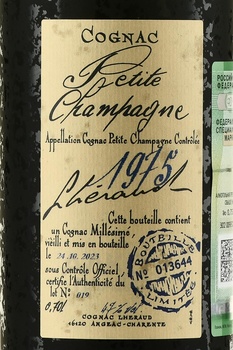 COGNAC
Petite
Champagne
Appellation Cognac Petite Champagne Contrôlée
1975
Lhéraud
Cette bouteille contient
un Cognac Millésimé,
vieilli et mis en bouteille
le 24.10.2023
sous Contrôle Officiel,
certifie l'Authenticité du
lot No 019
BOUTEILLE
No 013644
LIMITÉE
0,70l 47%vol
COGNAC LHERAUD
16120 ANGEAC-CHARENTE